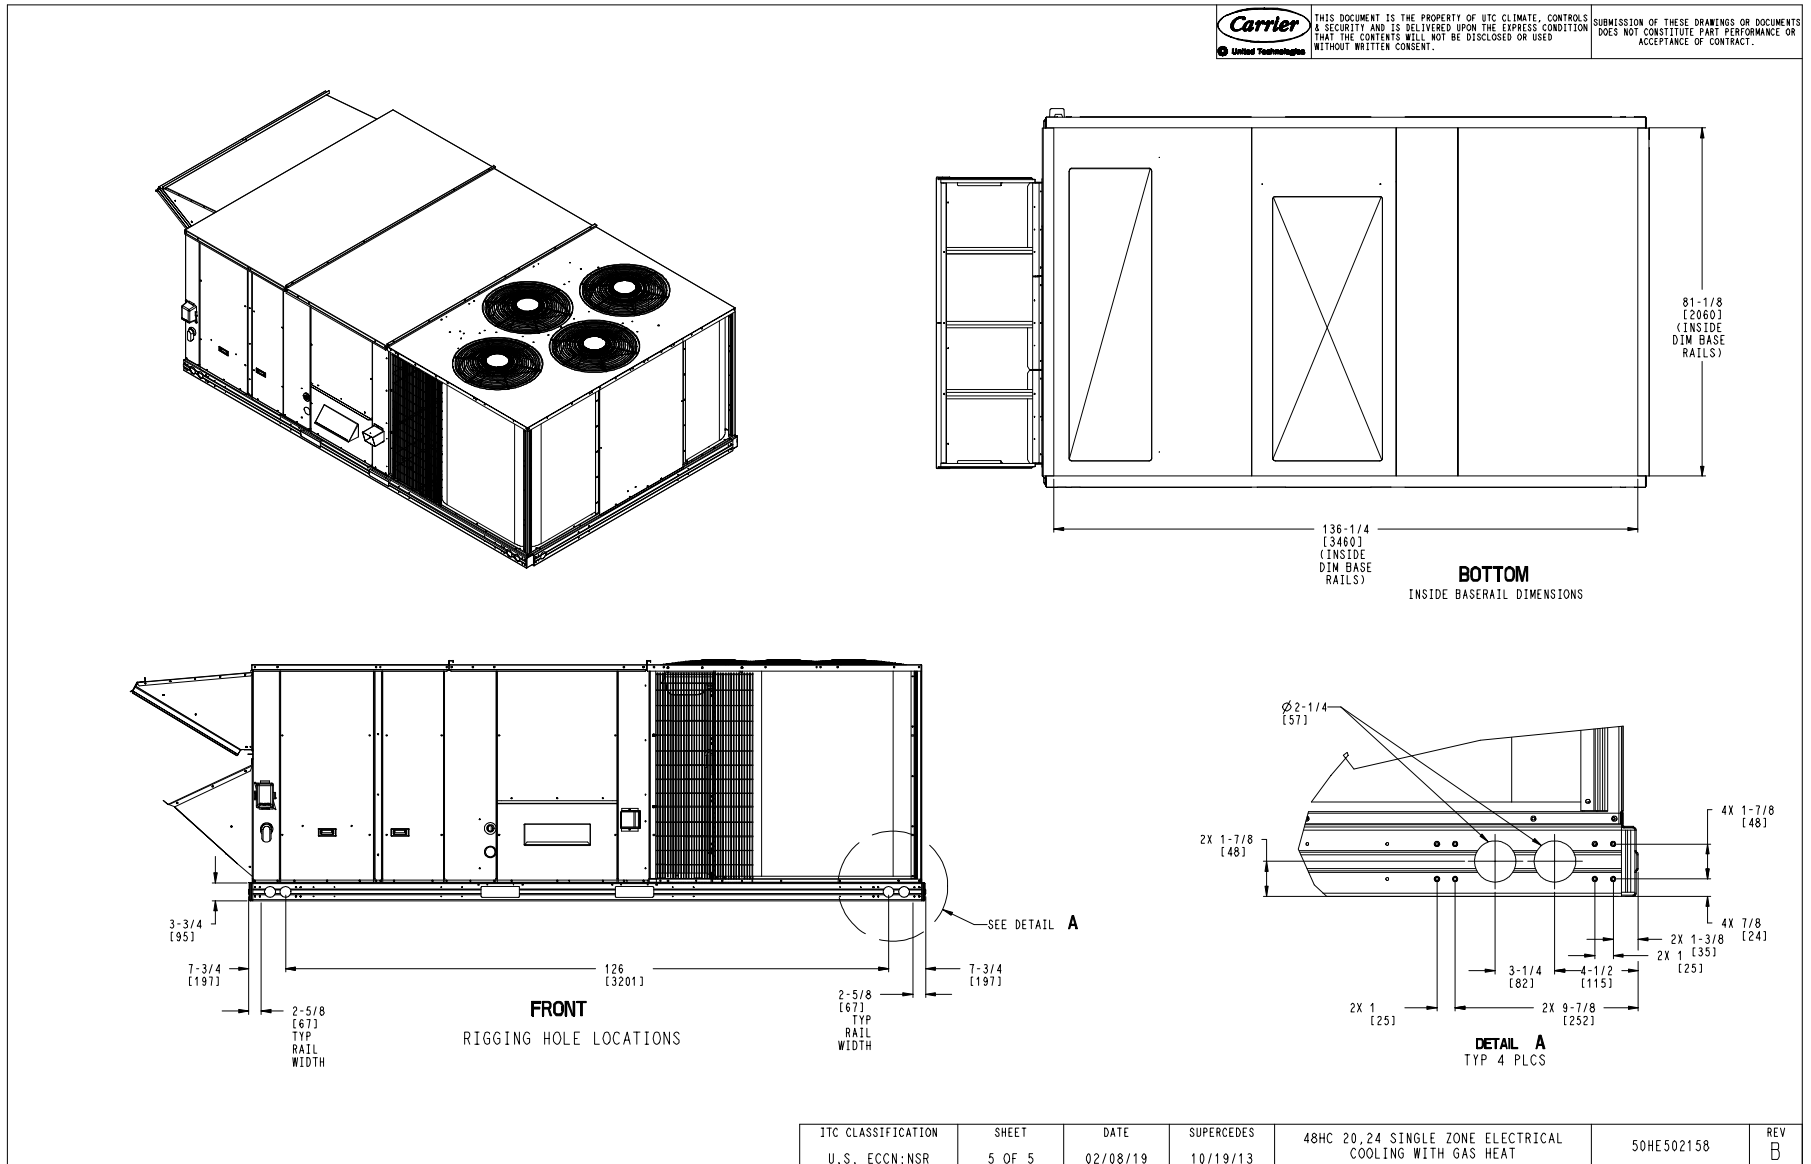 Carrier
United Technologies
THIS DOCUMENT IS THE PROPERTY OF UTC CLIMATE, CONTROLS
& SECURITY AND IS DELIVERED UPON THE EXPRESS CONDITION
THAT THE CONTENTS WILL NOT BE DISCLOSED OR USED
WITHOUT WRITTEN CONSENT.
SUBMISSION OF THESE DRAWINGS OR DOCUMENTS
DOES NOT CONSTITUTE PART PERFORMANCE OR
ACCEPTANCE OF CONTRACT.
81-1/8
[2060]
(INSIDE
DIM BASE
RAILS)
136-1/4
[3460]
(INSIDE
DIM BASE
RAILS)
BOTTOM
INSIDE BASERAIL DIMENSIONS
3-3/4
[95]
7-3/4
[197]
126
[3201]
7-3/4
[197]
2-5/8
[67]
TYP
RAIL
WIDTH
2-5/8
[67]
TYP
RAIL
WIDTH
SEE DETAIL A
FRONT
RIGGING HOLE LOCATIONS
Ø2-1/4
[57]
2X 1-7/8
[48]
4X 1-7/8
[48]
4X 7/8
[24]
2X 1-3/8
[35]
2X 1
[25]
3-1/4
[82]
4-1/2
[115]
2X 1
[25]
2X 9-7/8
[252]
DETAIL A
TYP 4 PLCS
ITC CLASSIFICATION
U.S. ECCN:NSR
SHEET
5 OF 5
DATE
02/08/19
SUPERCEDES
10/19/13
48HC 20,24 SINGLE ZONE ELECTRICAL
COOLING WITH GAS HEAT
50HE502158
REV
B